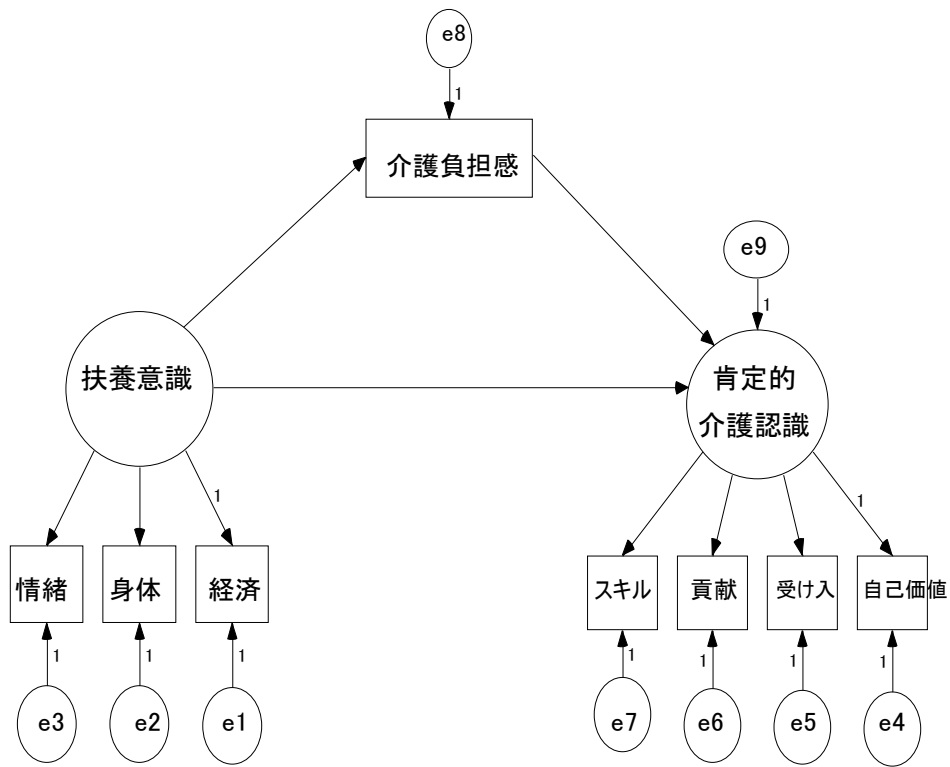 e8
1
介護負担感
e9
1
扶養意識
肯定的
介護認識
1
1
情緒
身体
経済
スキル
貢献
受け入
自己価値
1
1
1
1
1
1
1
e3
e2
e1
e7
e6
e5
e4